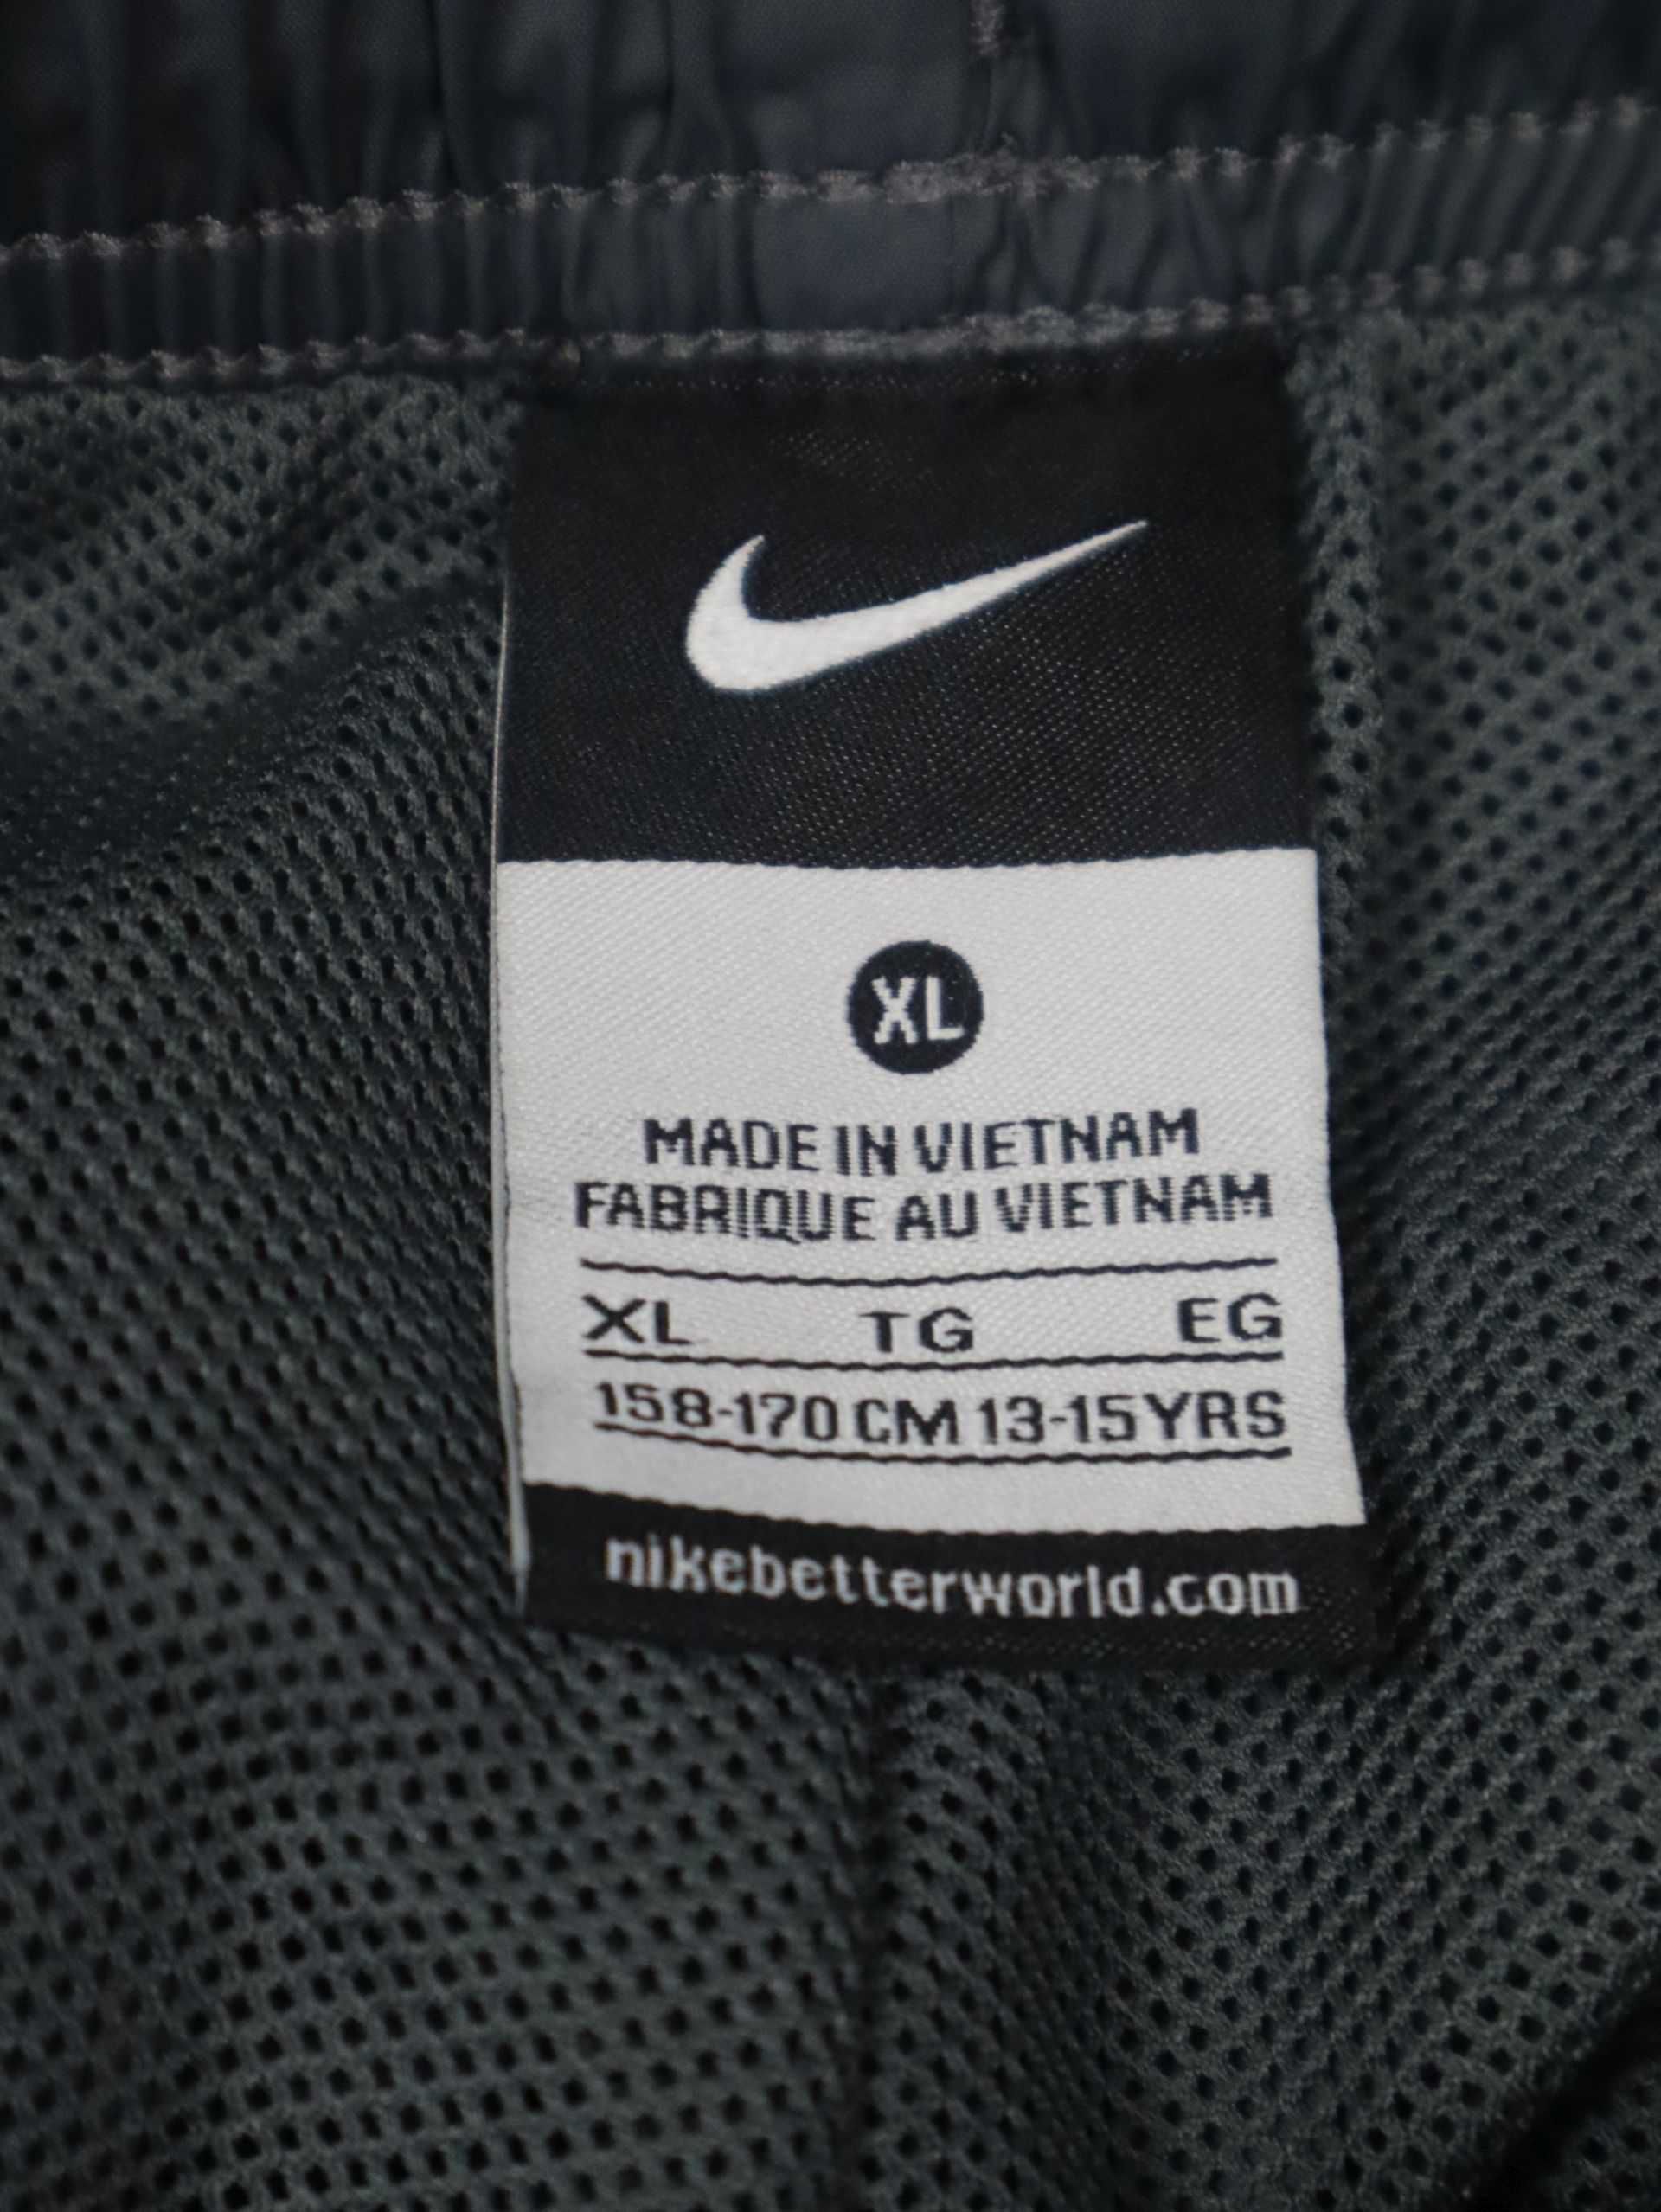 XL
MADE IN VIETNAM
FABRIQUE AU VIETNAM
XL TG EG
158-170 CM 13-15 YRS
nikebetterworld.com